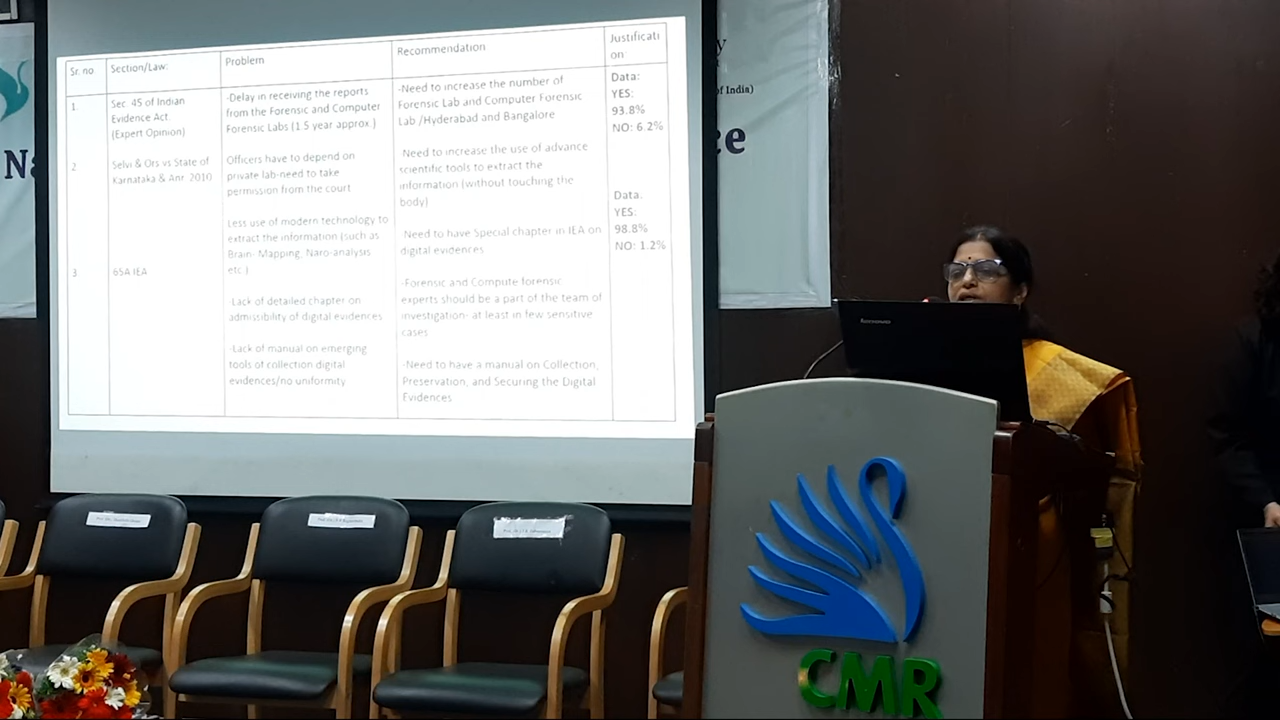 Sr. no
Section/Law:
Problem
Recommendation
Justificati
on:
1.
Sec. 45 of Indian
Evidence Act.
(Expert Opinion)
-Delay in receiving the reports
from the Forensic and Computer
Forensic Labs (1.5 year approx.)
-Need to increase the number of
Forensic Lab and Computer Forensic
Lab /Hyderabad and Bangalore
Data:
YES:
93.8%
NO: 6.2%
2
Selvi & Ors vs State of
Karnataka & Anr. 2010
Officers have to depend on
private lab-need to take
permission from the court
Less use of modern technology to
extract the information (such as
Brain- Mapping, Naro-analysis
etc.)
-Need to increase the use of advance
scientific tools to extract the
information (without touching the
body)
-Need to have Special chapter in IEA on
digital evidences
Data.
YES:
98.8%
NO: 1.2%
3.
65A IEA
-Lack of detailed chapter on
admissibility of digital evidences
-Lack of manual on emerging
tools of collection digital
evidences/no uniformity
-Forensic and Compute forensic
experts should be a part of the team of
investigation- at least in few sensitive
cases
-Need to have a manual on Collection,
Preservation, and Securing the Digital
Evidences
y
of India)
Na
ce
Lenovo
CMR